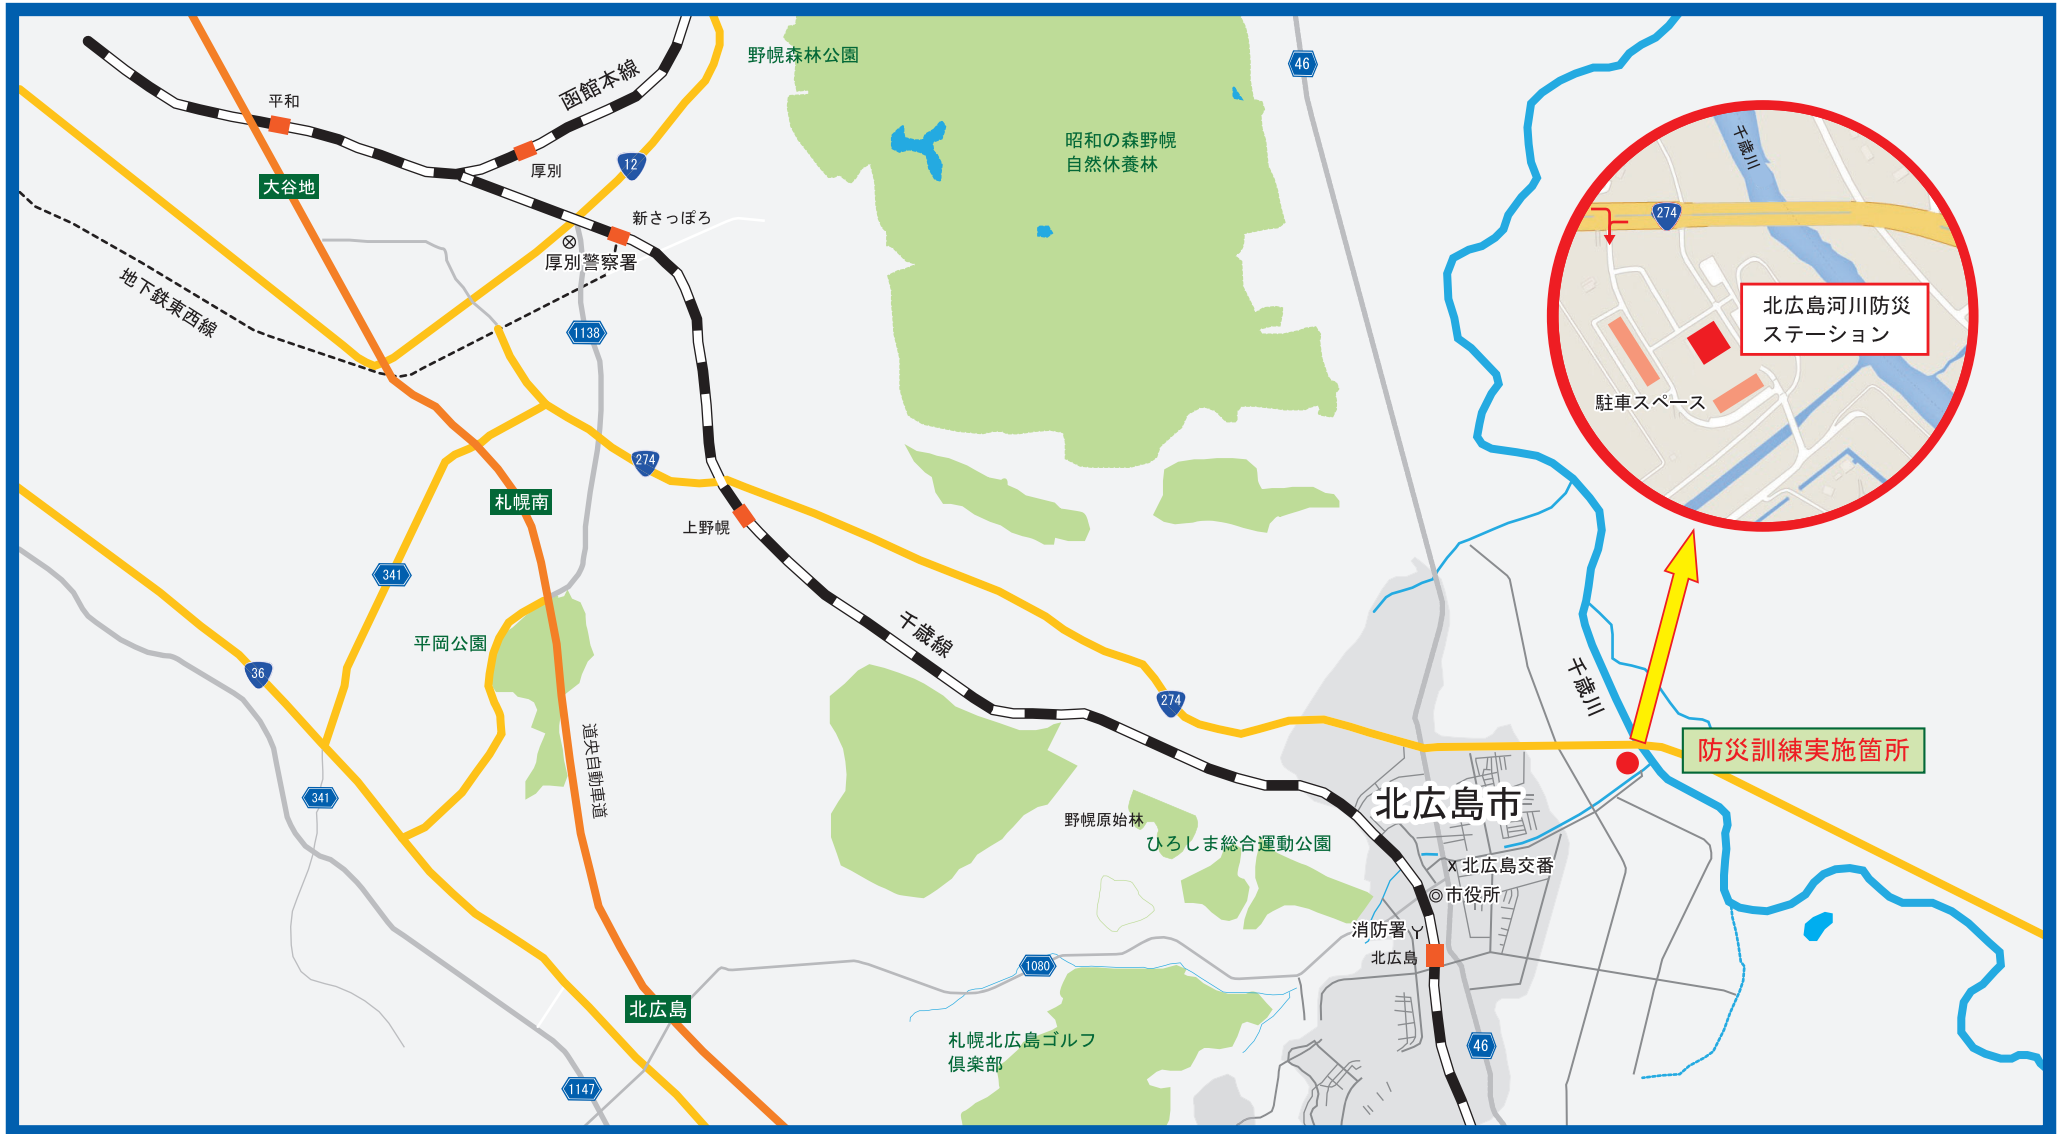 野幌森林公園
46
函館本線
平和
千歳川
昭和の森野幌
自然休養林
12
厚別
大谷地
274
新さっぽろ
厚別警察署
地下鉄東西線
北広島河川防災
ステーション
1138
駐車スペース
274
札幌南
上野幌
341
千歳線
平岡公園
36
千歳川
274
道央自動車道
防災訓練実施箇所
341
北広島市
野幌原始林
ひろしま総合運動公園
北広島交番
市役所
消防署
北広島
1080
北広島
札幌北広島ゴルフ
倶楽部
46
1147